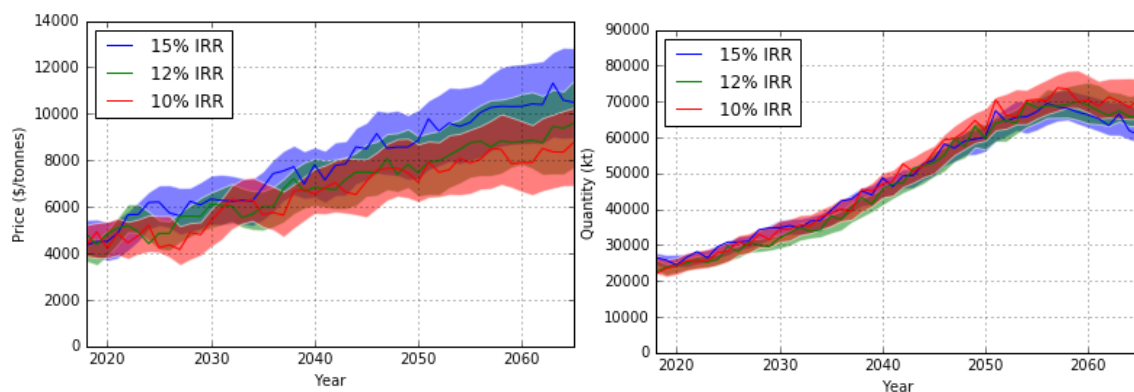 14000
12000
10000
8000
6000
4000
2000
0
Price ($/tonnes)
15% IRR
12% IRR
10% IRR
2020 2030 2040 2050 2060
Year
90000
80000
70000
60000
50000
40000
30000
20000
10000
0
Quantity (kt)
15% IRR
12% IRR
10% IRR
2020 2030 2040 2050 2060
Year